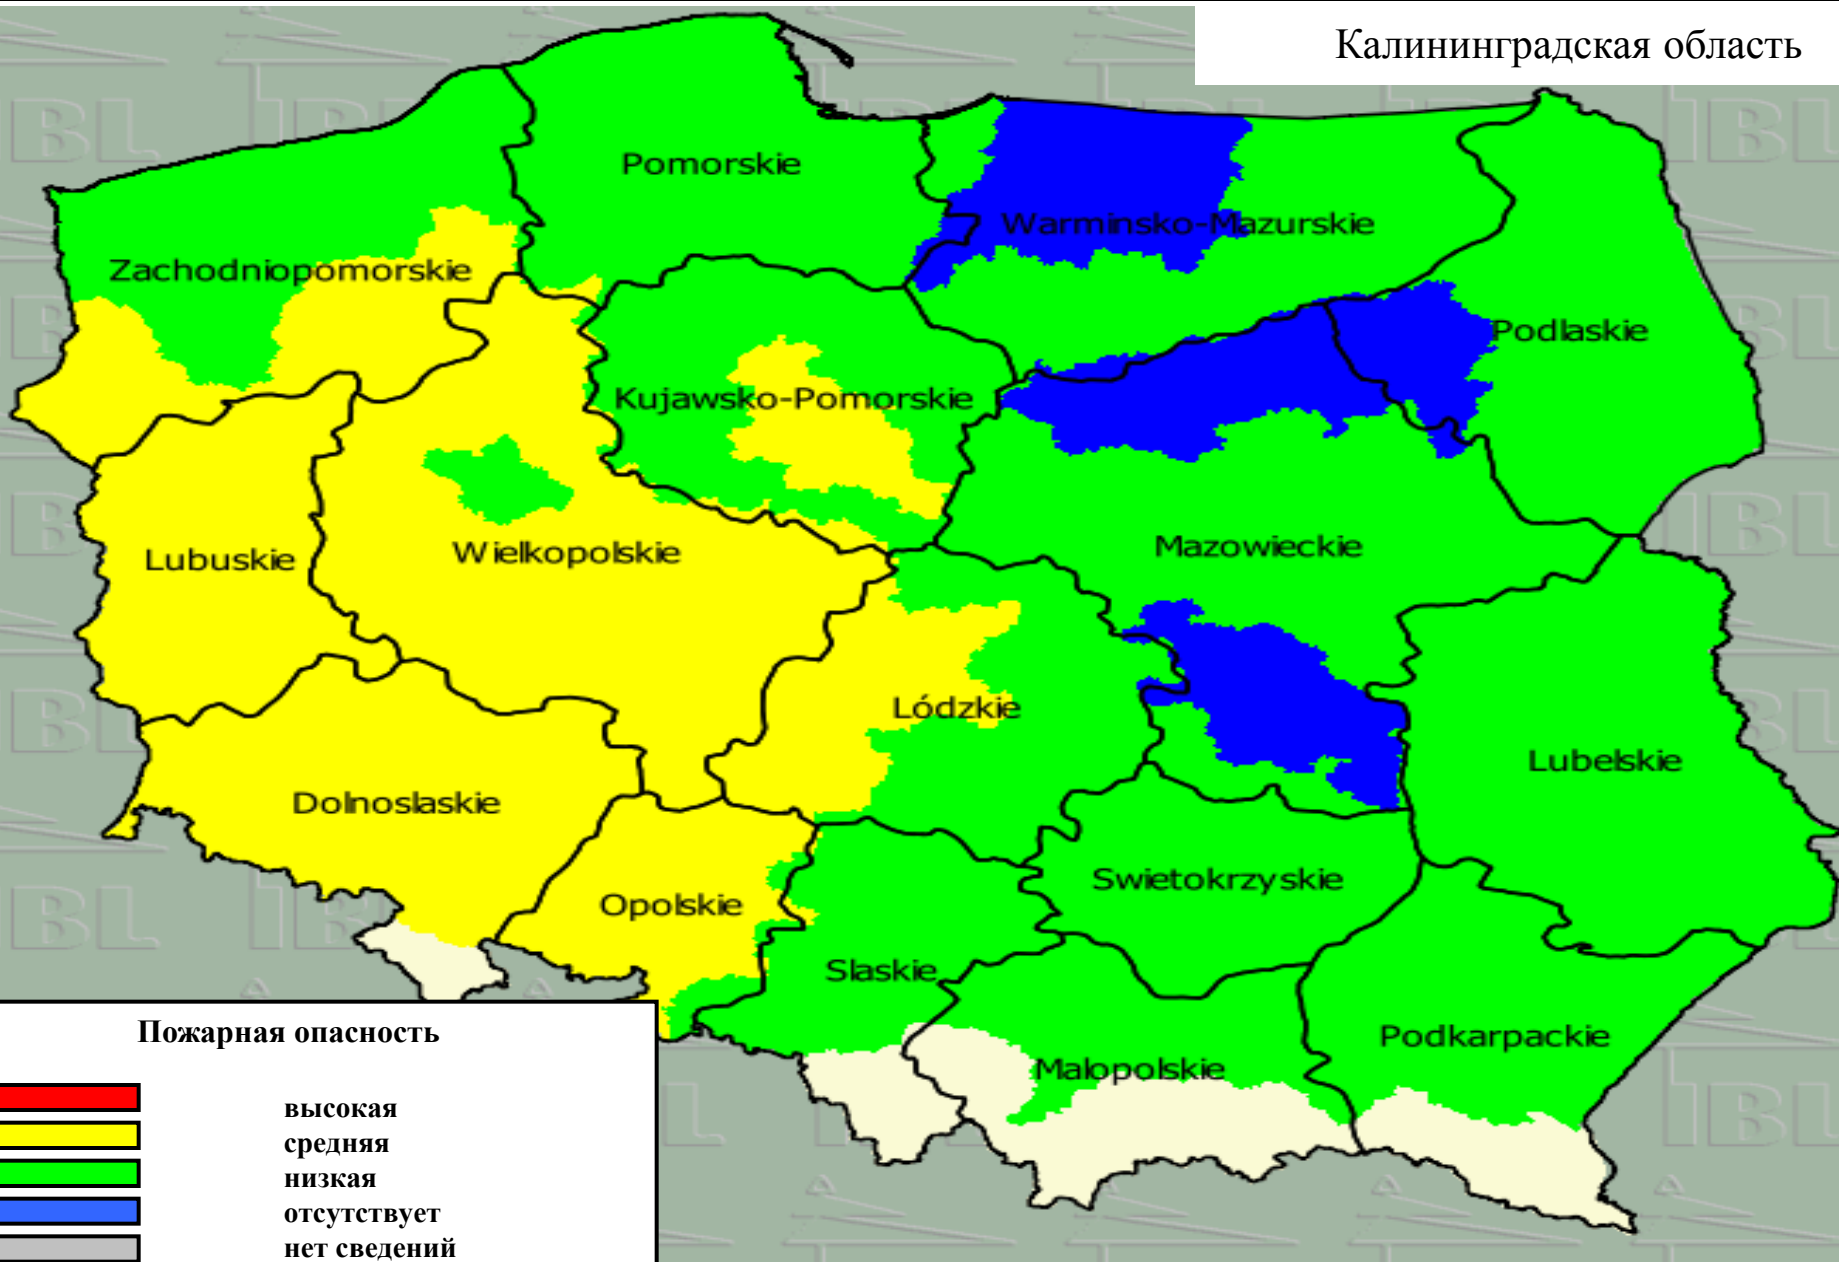 Калининградская область
Pomorskie
Warminsko-Mazurskie
Zachodniopomorskie
Podlaskie
Kujawsko-Pomorskie
Lubuskie
Wielkopolskie
Mazowieckie
Lódzkie
Lubelskie
Dolnoslaskie
Swietokrzyskie
Opolskie
Slaskie
Podkarpackie
Malopolskie
Пожарная опасность
высокая
средняя
низкая
отсутствует
нет сведений